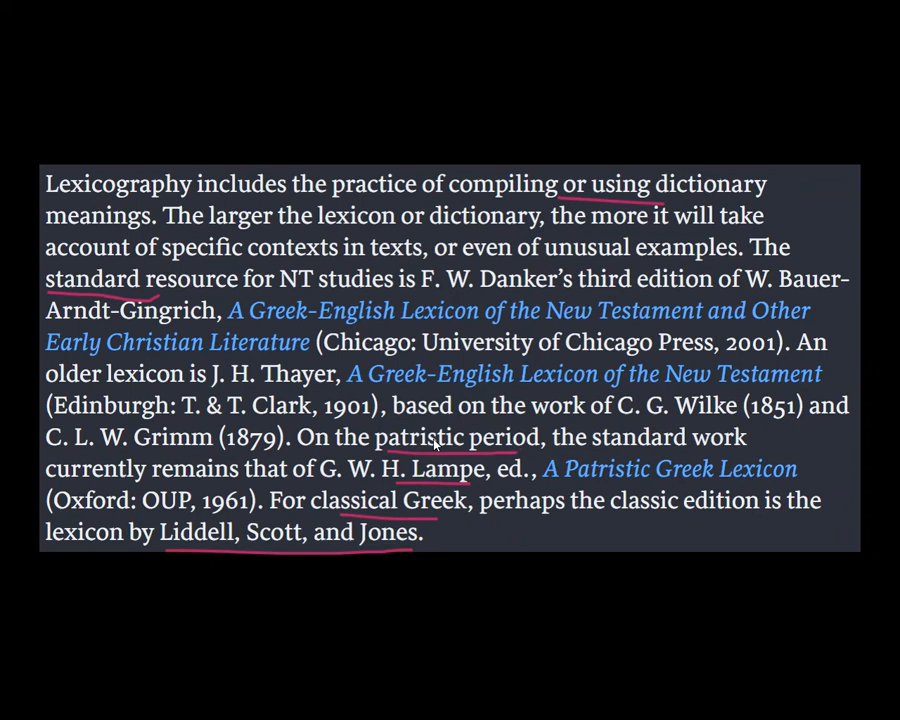 Lexicography includes the practice of compiling or using dictionary
meanings. The larger the lexicon or dictionary, the more it will take
account of specific contexts in texts, or even of unusual examples. The
standard resource for NT studies is F. W. Danker’s third edition of W. Bauer-
Arndt-Gingrich, A Greek-English Lexicon of the New Testament and Other
Early Christian Literature (Chicago: University of Chicago Press, 2001). An
older lexicon is J. H. Thayer, A Greek-English Lexicon of the New Testament
(Edinburgh: T. & T. Clark, 1901), based on the work of C. G. Wilke (1851) and
C. L. W. Grimm (1879). On the patristic period, the standard work
currently remains that of G. W. H. Lampe, ed., A Patristic Greek Lexicon
(Oxford: OUP, 1961). For classical Greek, perhaps the classic edition is the
lexicon by Liddell, Scott, and Jones.